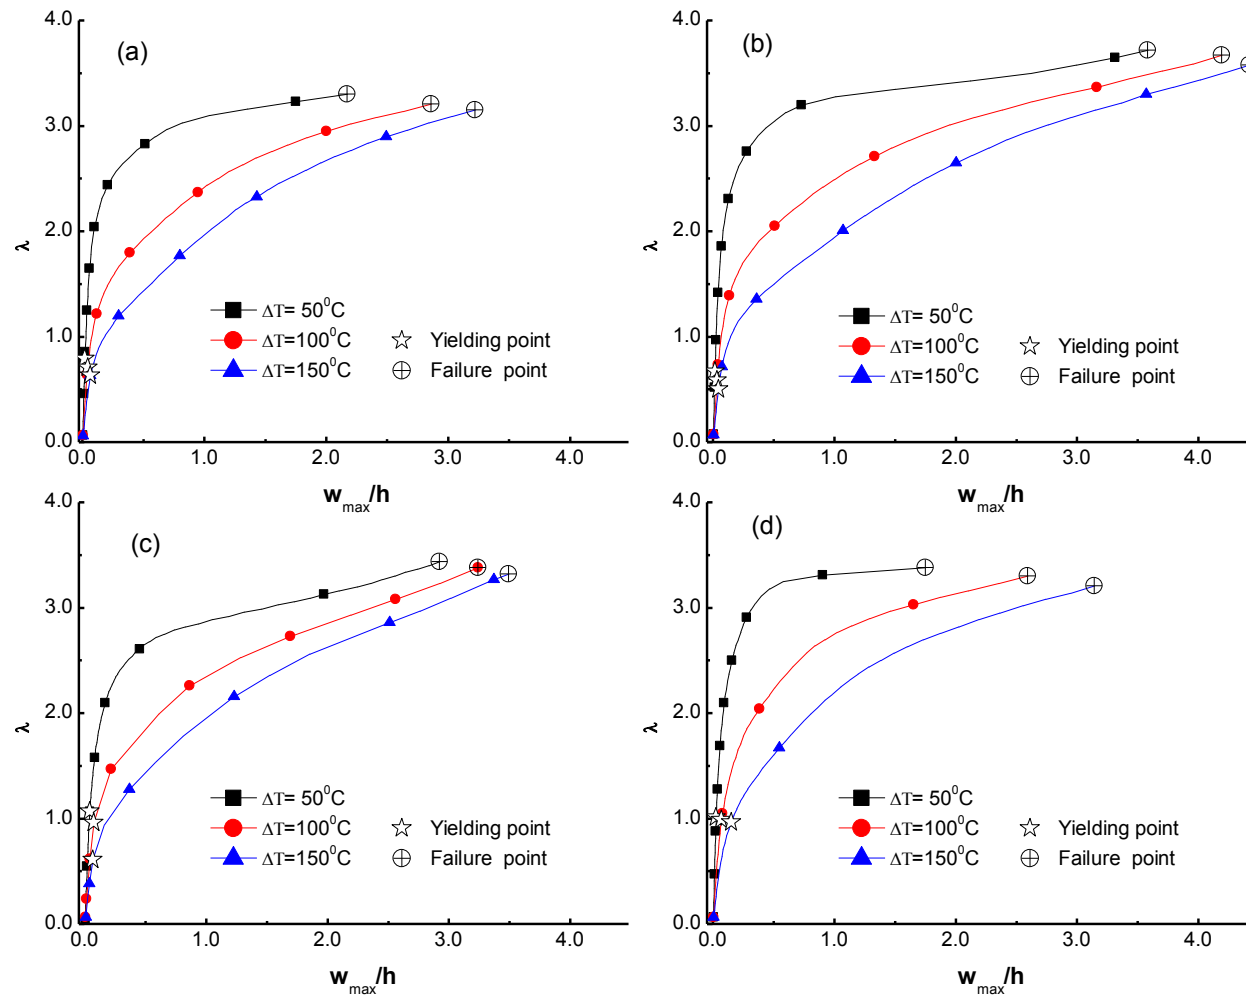 (a)
4.0
3.0
2.0
1.0
0.0
λ
ΔT= 50⁰C
ΔT=100⁰C
ΔT=150⁰C
Yielding point
Failure point
0.0 1.0 2.0 3.0 4.0
w_max/h
(b)
4.0
3.0
2.0
1.0
0.0
λ
ΔT= 50⁰C
ΔT=100⁰C
ΔT=150⁰C
Yielding point
Failure point
0.0 1.0 2.0 3.0 4.0
w_max/h
(c)
4.0
3.0
2.0
1.0
0.0
λ
ΔT= 50⁰C
ΔT=100⁰C
ΔT=150⁰C
Yielding point
Failure point
0.0 1.0 2.0 3.0 4.0
w_max/h
(d)
4.0
3.0
2.0
1.0
0.0
λ
ΔT= 50⁰C
ΔT=100⁰C
ΔT=150⁰C
Yielding point
Failure point
0.0 1.0 2.0 3.0 4.0
w_max/h